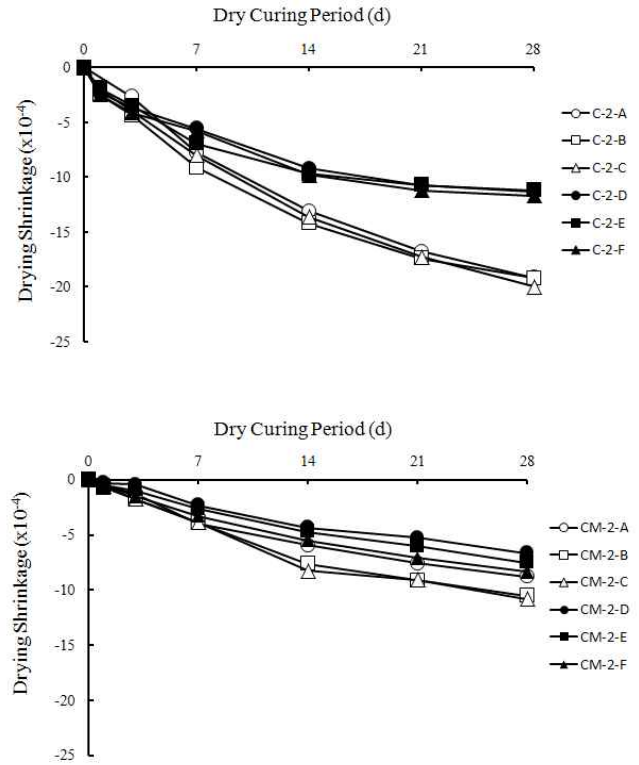 Dry Curing Period (d)
0 7 14 21 28
0
-5
-10
-15
-20
-25
Drying Shrinkage (x10-4)
C-2-A
C-2-B
C-2-C
C-2-D
C-2-E
C-2-F
Dry Curing Period (d)
0 7 14 21 28
0
-5
-10
-15
-20
-25
Drying Shrinkage (x10-4)
CM-2-A
CM-2-B
CM-2-C
CM-2-D
CM-2-E
CM-2-F